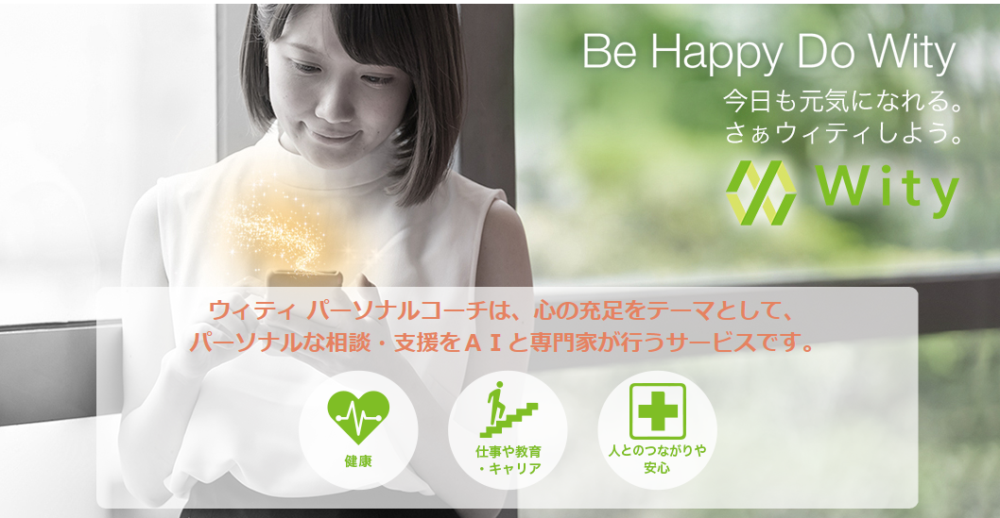 Be Happy Do Wity
今日も元気になれる。
さぁウィティしよう。
Wity
ウィティ パーソナルコーチは、心の充足をテーマとして、
パーソナルな相談・支援をＡＩと専門家が行うサービスです。
健康
仕事や教育
・キャリア
人とのつながりや
安心